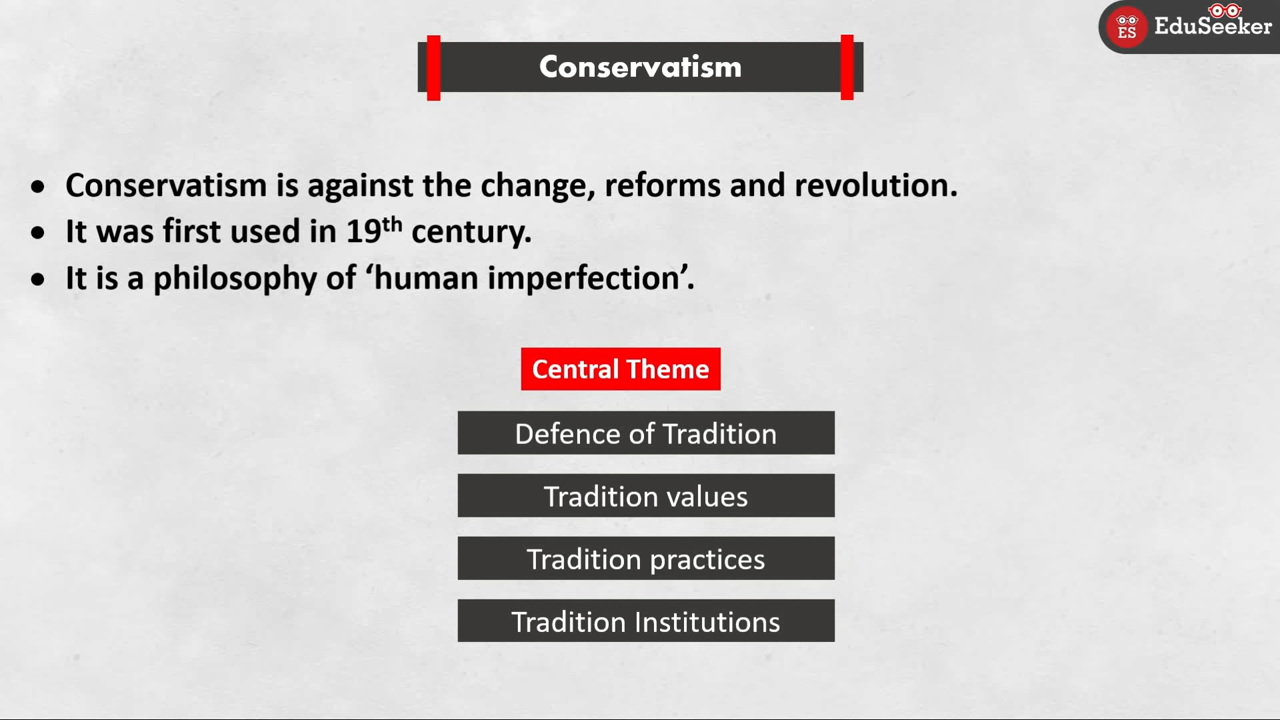 ES EduSeeker
Conservatism
• Conservatism is against the change, reforms and revolution.
• It was first used in 19th century.
• It is a philosophy of ‘human imperfection’.
Central Theme
Defence of Tradition
Tradition values
Tradition practices
Tradition Institutions